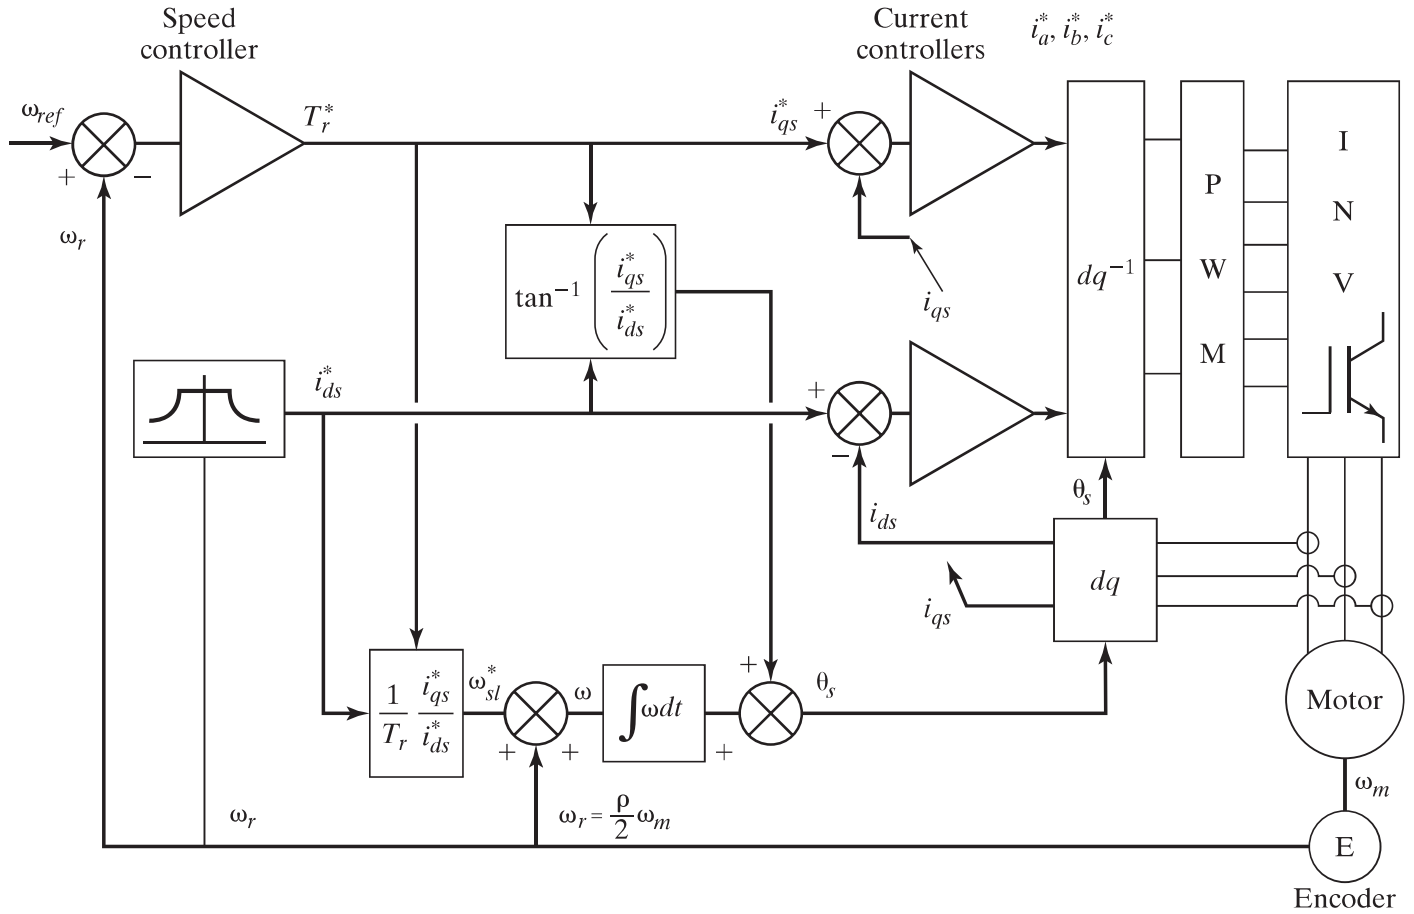 Speed
controller
Current
controllers
i*a, i*b, i*c
ωref
+
−
ωr
T*r
i*qs
+
iqs
tan−1 (i*qs / i*ds)
dq−1
P
W
M
I
N
V
i*ds
+
−
ids
θs
dq
iqs
1/Tr i*qs/i*ds
ω*sl
+
+
ω
∫ωdt
+
+
θs
Motor
ωm
ωr
ωr = ρ/2 ωm
E
Encoder